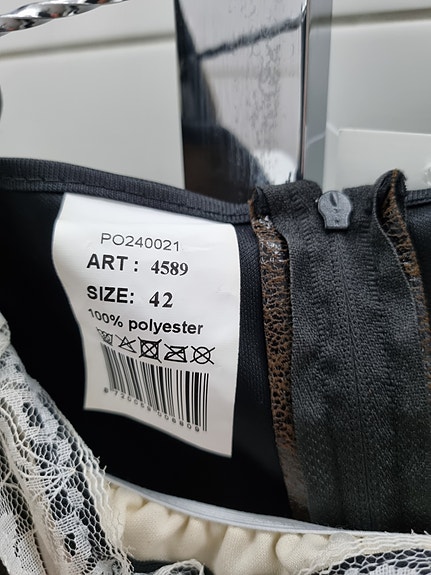 PO240021
ART : 4589
SIZE: 42
100% polyester